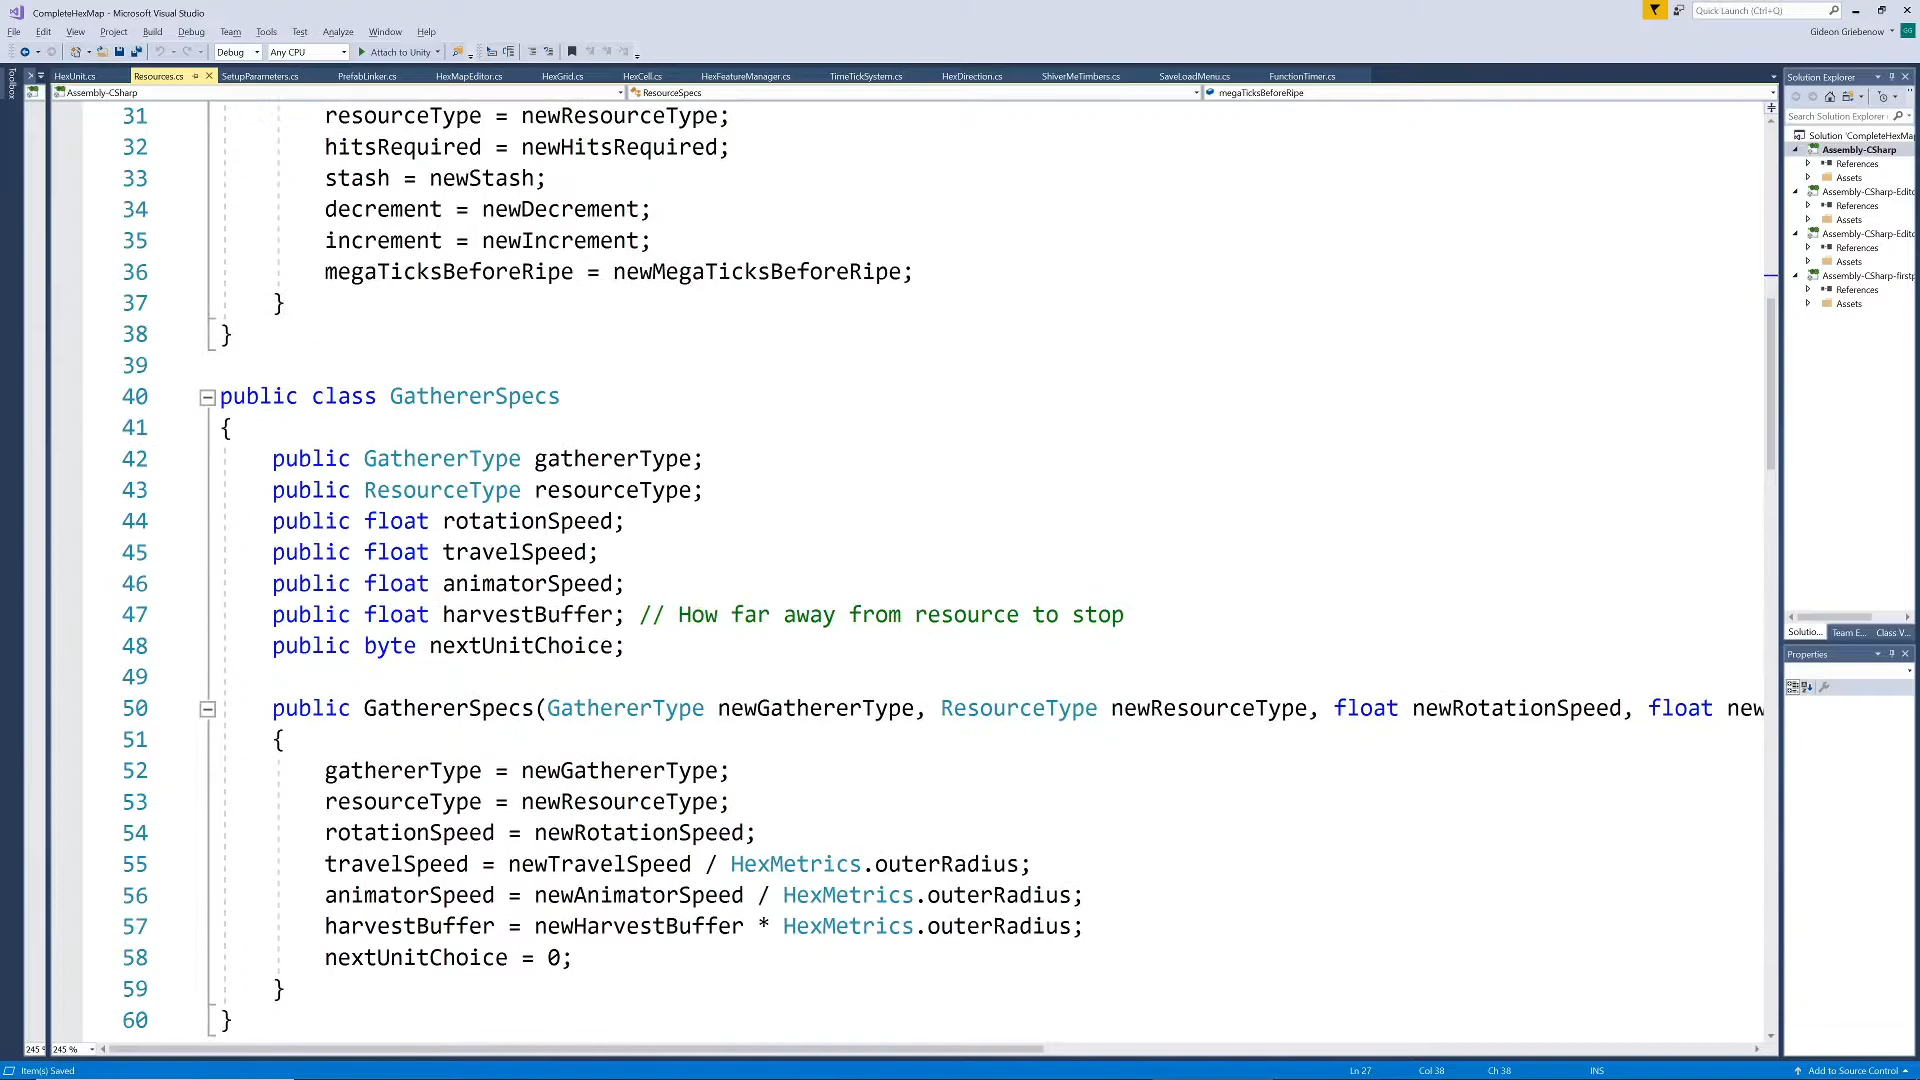 CompleteHexMap - Microsoft Visual Studio
Quick Launch (Ctrl+Q)
File Edit View Project Build Debug Team Tools Test Analyze Window Help
Gideon Griebenow GG
Debug Any CPU Attach to Unity
Toolbox
HexUnit.cs Resources.cs SetupParameters.cs PrefabLinker.cs HexMapEditor.cs HexGrid.cs HexCell.cs HexFeatureManager.cs TimeTickSystem.cs HexDirection.cs ShiverMeTimbers.cs SaveLoadMenu.cs FunctionTimer.cs
Assembly-CSharp ResourceSpecs megaTicksBeforeRipe
31 resourceType = newResourceType;
32 hitsRequired = newHitsRequired;
33 stash = newStash;
34 decrement = newDecrement;
35 increment = newIncrement;
36 megaTicksBeforeRipe = newMegaTicksBeforeRipe;
37 }
38 }
39
40 public class GathererSpecs
41 {
42 public GathererType gathererType;
43 public ResourceType resourceType;
44 public float rotationSpeed;
45 public float travelSpeed;
46 public float animatorSpeed;
47 public float harvestBuffer; // How far away from resource to stop
48 public byte nextUnitChoice;
49
50 public GathererSpecs(GathererType newGathererType, ResourceType newResourceType, float newRotationSpeed, float new
51 {
52 gathererType = newGathererType;
53 resourceType = newResourceType;
54 rotationSpeed = newRotationSpeed;
55 travelSpeed = newTravelSpeed / HexMetrics.outerRadius;
56 animatorSpeed = newAnimatorSpeed / HexMetrics.outerRadius;
57 harvestBuffer = newHarvestBuffer * HexMetrics.outerRadius;
58 nextUnitChoice = 0;
59 }
60 }
245 % 245 %
Solution Explorer
Search Solution Explorer
Solution 'CompleteHexMap
Assembly-CSharp
References
Assets
Assembly-CSharp-Edito
References
Assets
Assembly-CSharp-Edito
References
Assets
Assembly-CSharp-firstp
References
Assets
Solutio... Team E... Class V...
Properties
Item(s) Saved Ln 27 Col 38 Ch 38 INS Add to Source Control